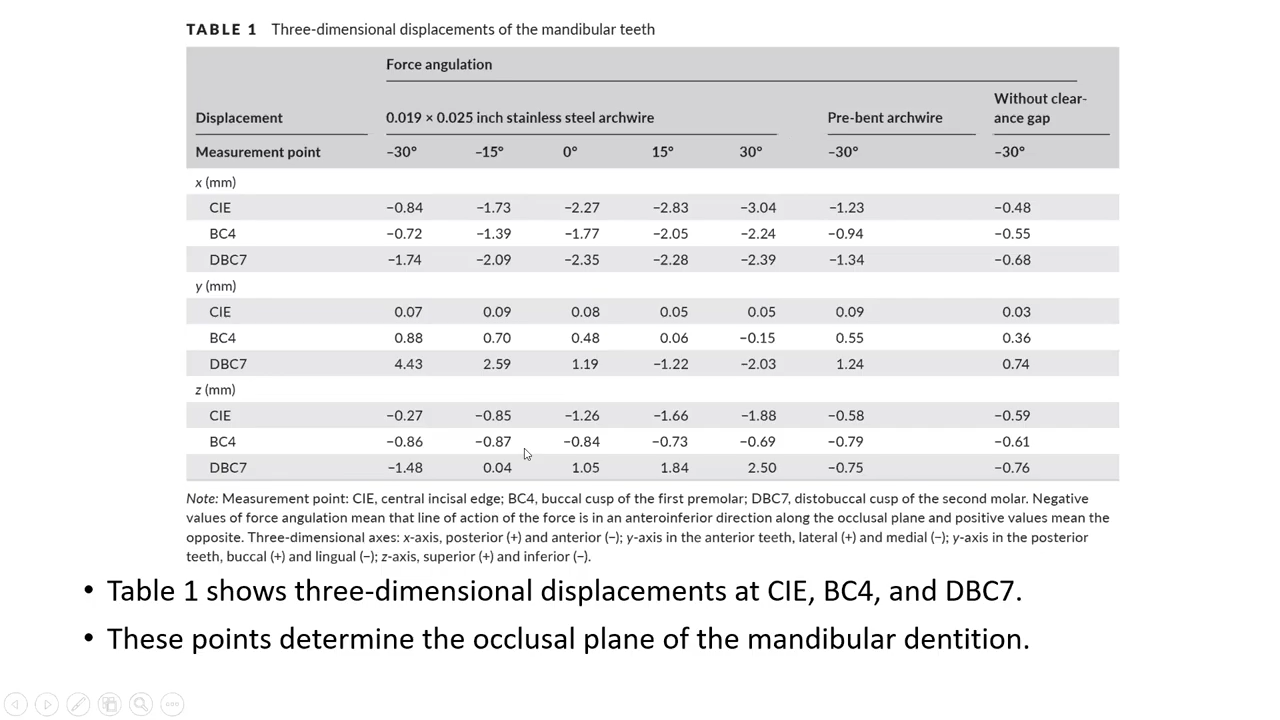 TABLE 1 Three-dimensional displacements of the mandibular teeth
Force angulation
Displacement 0.019 × 0.025 inch stainless steel archwire Pre-bent archwire Without clear-
ance gap
Measurement point −30° −15° 0° 15° 30° −30° −30°
x (mm)
CIE −0.84 −1.73 −2.27 −2.83 −3.04 −1.23 −0.48
BC4 −0.72 −1.39 −1.77 −2.05 −2.24 −0.94 −0.55
DBC7 −1.74 −2.09 −2.35 −2.28 −2.39 −1.34 −0.68
y (mm)
CIE 0.07 0.09 0.08 0.05 0.05 0.09 0.03
BC4 0.88 0.70 0.48 0.06 −0.15 0.55 0.36
DBC7 4.43 2.59 1.19 −1.22 −2.03 1.24 0.74
z (mm)
CIE −0.27 −0.85 −1.26 −1.66 −1.88 −0.58 −0.59
BC4 −0.86 −0.87 −0.84 −0.73 −0.69 −0.79 −0.61
DBC7 −1.48 0.04 1.05 1.84 2.50 −0.75 −0.76
Note: Measurement point: CIE, central incisal edge; BC4, buccal cusp of the first premolar; DBC7, distobuccal cusp of the second molar. Negative
values of force angulation mean that line of action of the force is in an anteroinferior direction along the occlusal plane and positive values mean the
opposite. Three-dimensional axes: x-axis, posterior (+) and anterior (−); y-axis in the anterior teeth, lateral (+) and medial (−); y-axis in the posterior
teeth, buccal (+) and lingual (−); z-axis, superior (+) and inferior (−).
• Table 1 shows three-dimensional displacements at CIE, BC4, and DBC7.
• These points determine the occlusal plane of the mandibular dentition.